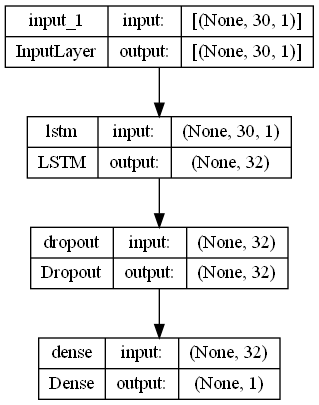 input_1 input: [(None, 30, 1)]
InputLayer output: [(None, 30, 1)]
lstm input: (None, 30, 1)
LSTM output: (None, 32)
dropout input: (None, 32)
Dropout output: (None, 32)
dense input: (None, 32)
Dense output: (None, 1)